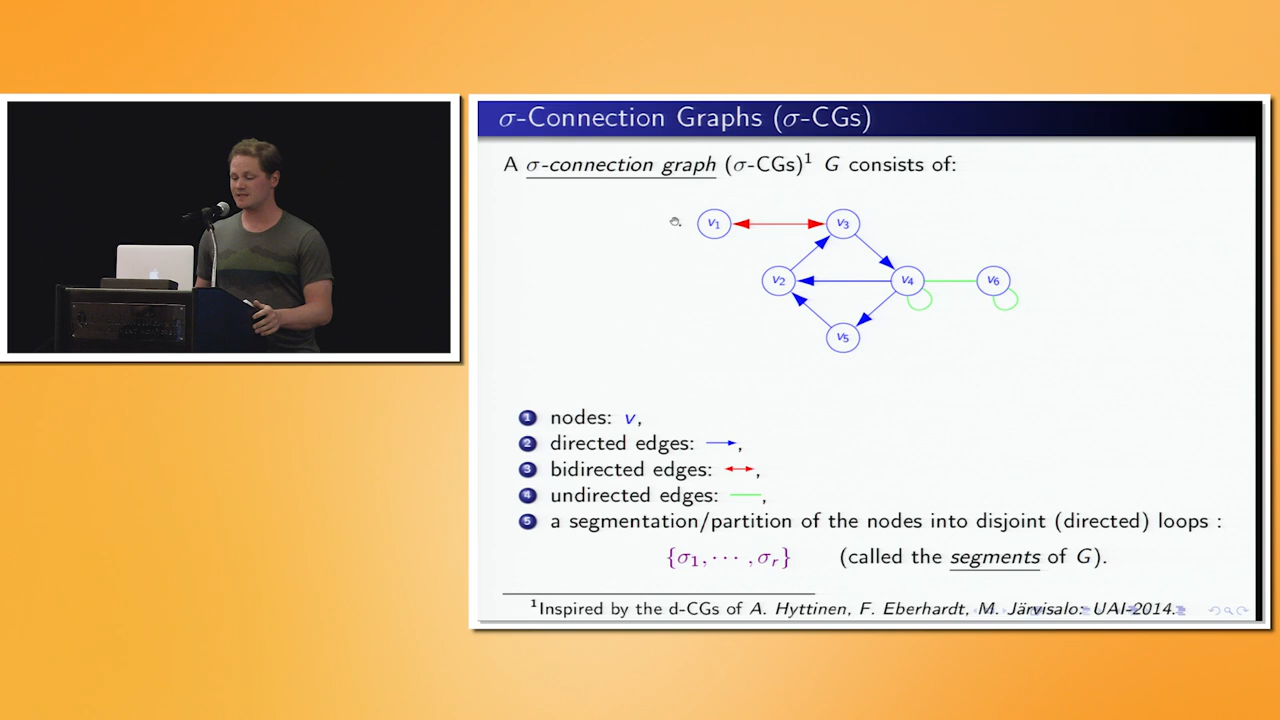 σ-Connection Graphs (σ-CGs)
A σ-connection graph (σ-CGs)¹ G consists of:
v₁
v₃
v₂
v₄
v₆
v₅
1 nodes: v,
2 directed edges: →,
3 bidirected edges: ↔,
4 undirected edges: —,
5 a segmentation/partition of the nodes into disjoint (directed) loops :
{σ₁, ⋯ , σᵣ} (called the segments of G).
¹Inspired by the d-CGs of A. Hyttinen, F. Eberhardt, M. Järvisalo: UAI-2014.